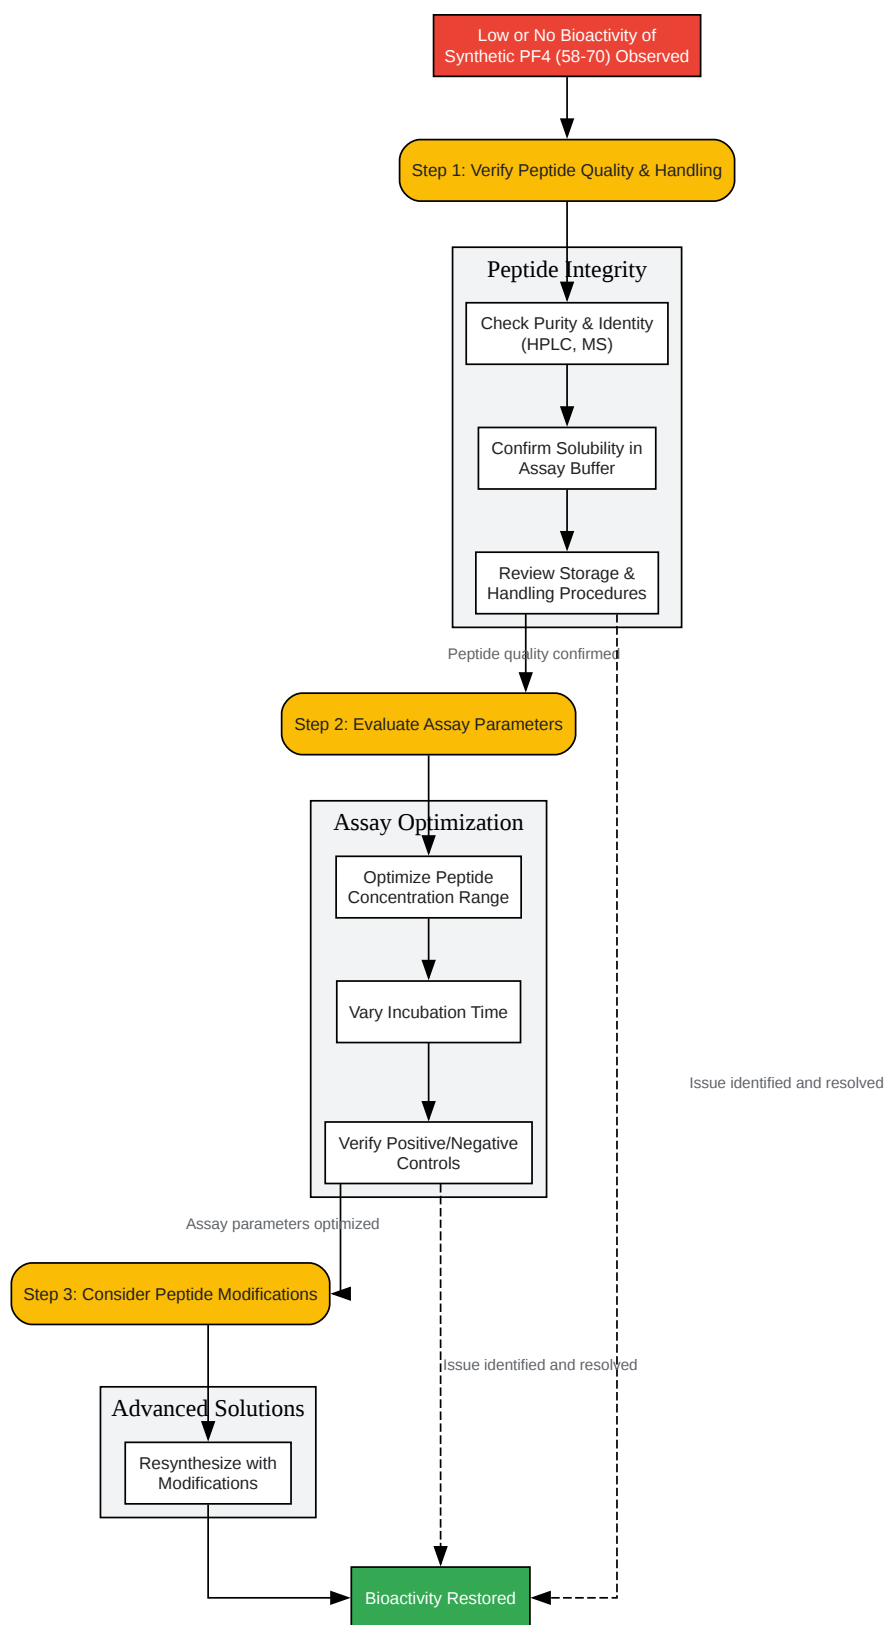 Low or No Bioactivity of
Synthetic PF4 (58-70) Observed
Step 1: Verify Peptide Quality & Handling
Peptide Integrity
Check Purity & Identity
(HPLC, MS)
Confirm Solubility in
Assay Buffer
Review Storage &
Handling Procedures
Peptide quality confirmed
Step 2: Evaluate Assay Parameters
Assay Optimization
Optimize Peptide
Concentration Range
Vary Incubation Time
Issue identified and resolved
Verify Positive/Negative
Controls
Assay parameters optimized
Step 3: Consider Peptide Modifications
Issue identified and resolved
Advanced Solutions
Resynthesize with
Modifications
Bioactivity Restored